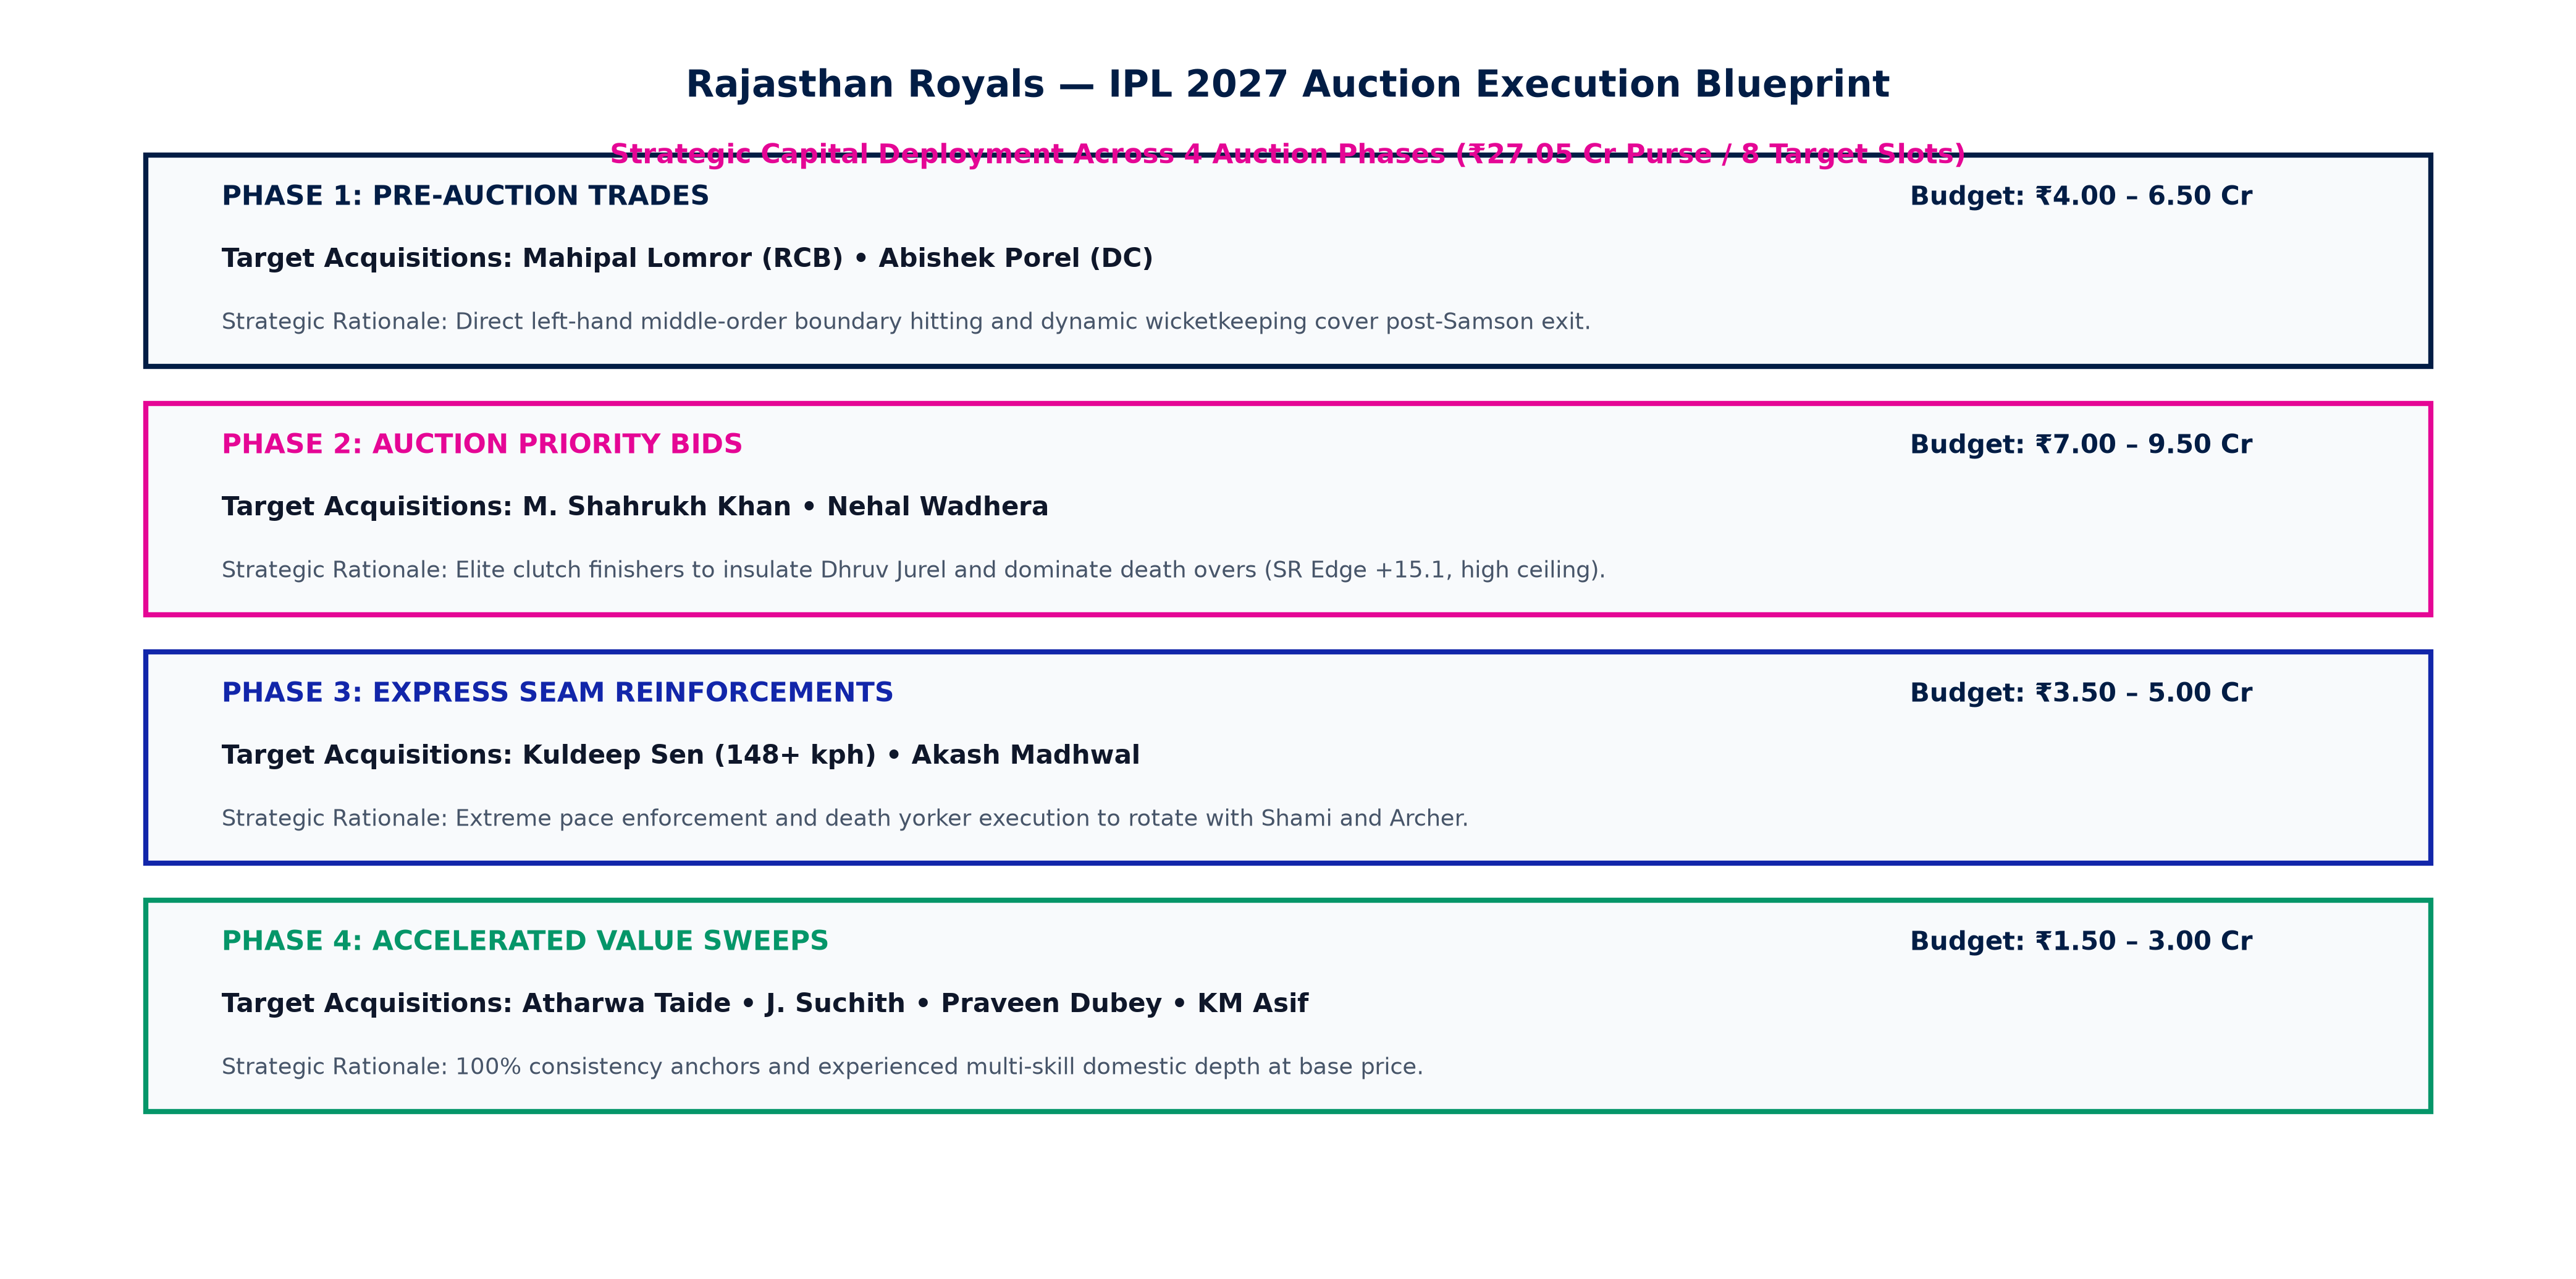 Rajasthan Royals — IPL 2027 Auction Execution Blueprint
Strategic Capital Deployment Across 4 Auction Phases (₹27.05 Cr Purse / 8 Target Slots)
PHASE 1: PRE-AUCTION TRADES
Budget: ₹4.00 – 6.50 Cr
Target Acquisitions: Mahipal Lomror (RCB) • Abishek Porel (DC)
Strategic Rationale: Direct left-hand middle-order boundary hitting and dynamic wicketkeeping cover post-Samson exit.
PHASE 2: AUCTION PRIORITY BIDS
Budget: ₹7.00 – 9.50 Cr
Target Acquisitions: M. Shahrukh Khan • Nehal Wadhera
Strategic Rationale: Elite clutch finishers to insulate Dhruv Jurel and dominate death overs (SR Edge +15.1, high ceiling).
PHASE 3: EXPRESS SEAM REINFORCEMENTS
Budget: ₹3.50 – 5.00 Cr
Target Acquisitions: Kuldeep Sen (148+ kph) • Akash Madhwal
Strategic Rationale: Extreme pace enforcement and death yorker execution to rotate with Shami and Archer.
PHASE 4: ACCELERATED VALUE SWEEPS
Budget: ₹1.50 – 3.00 Cr
Target Acquisitions: Atharwa Taide • J. Suchith • Praveen Dubey • KM Asif
Strategic Rationale: 100% consistency anchors and experienced multi-skill domestic depth at base price.